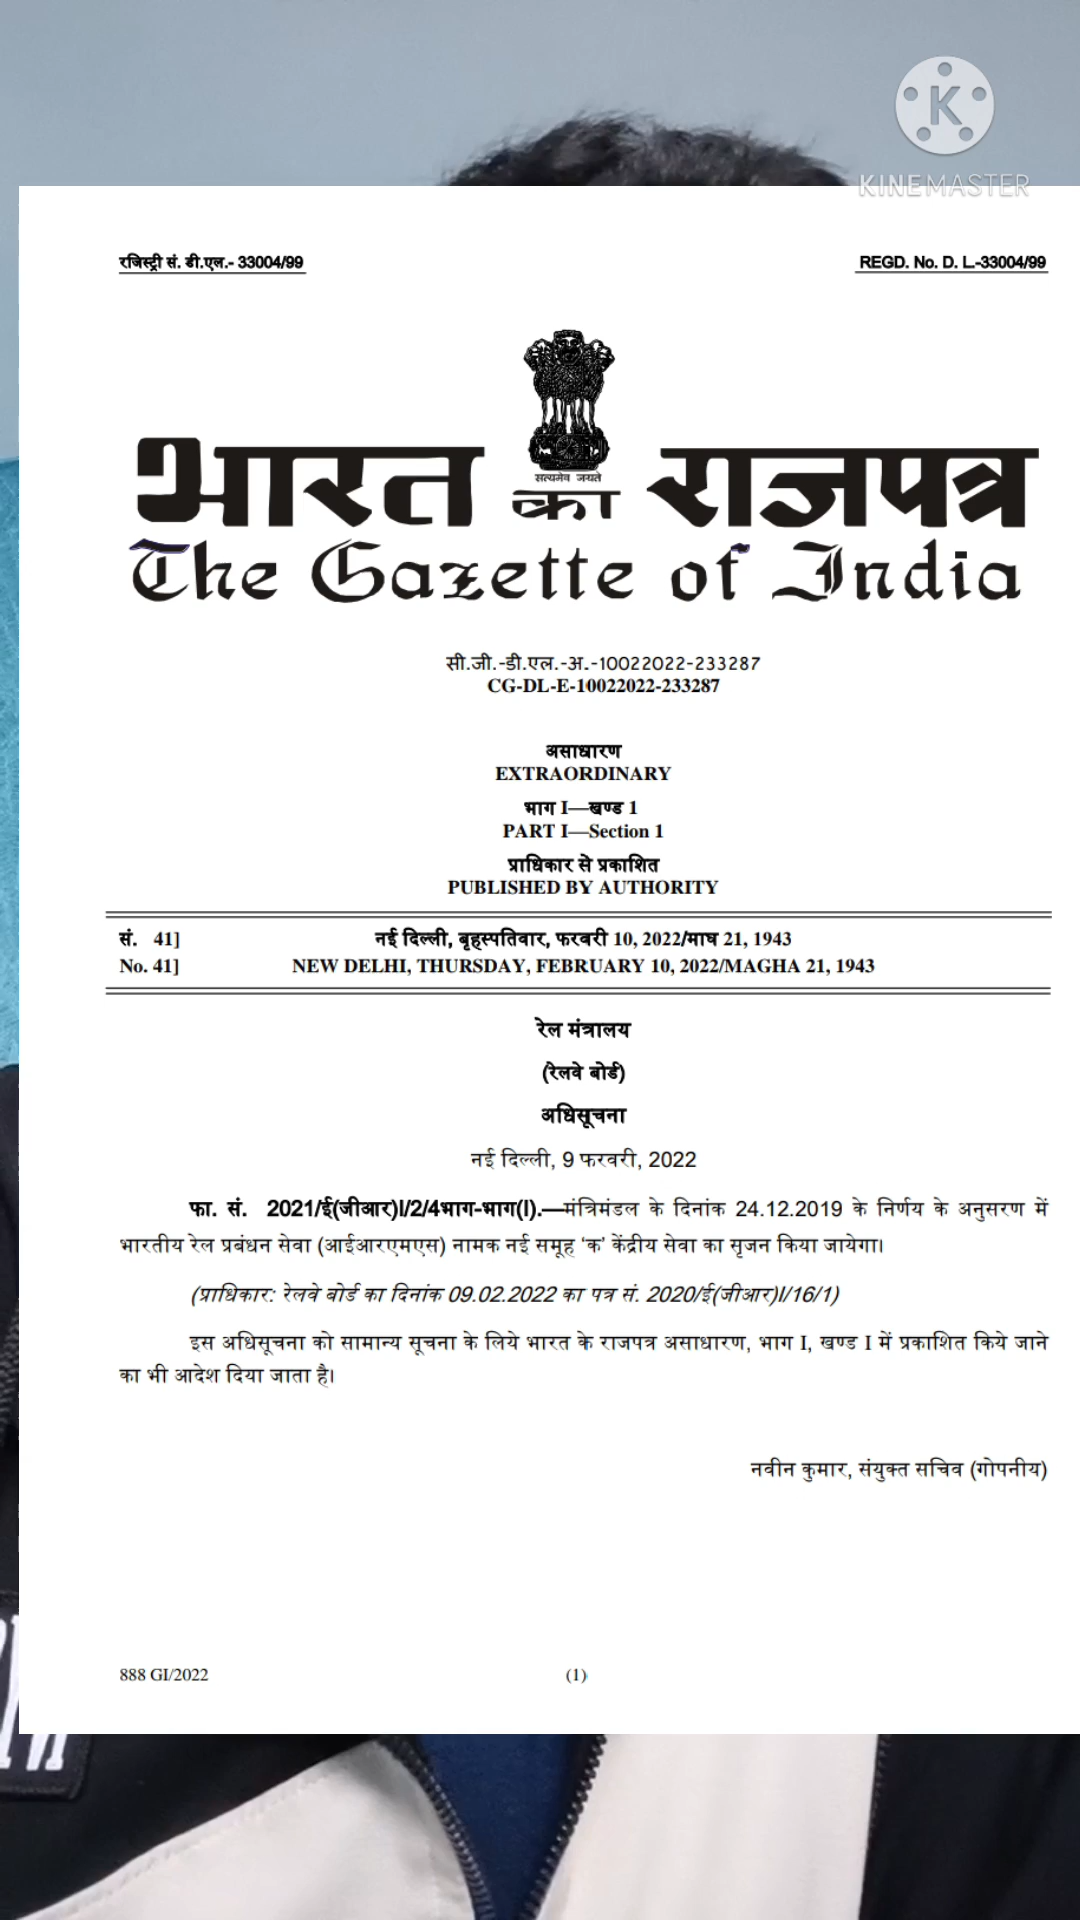 K
KINEMASTER
रजिस्ट्री सं. डी.एल.- 33004/99
REGD. No. D. L.-33004/99
सत्यमेव जयते
भारत का राजपत्र
The Gazette of India
सी.जी.-डी.एल.-अ.-10022022-233287
CG-DL-E-10022022-233287
असाधारण
EXTRAORDINARY
भाग I—खण्ड 1
PART I—Section 1
प्राधिकार से प्रकाशित
PUBLISHED BY AUTHORITY
सं. 41] नई दिल्ली, बृहस्पतिवार, फरवरी 10, 2022/माघ 21, 1943
No. 41] NEW DELHI, THURSDAY, FEBRUARY 10, 2022/MAGHA 21, 1943
रेल मंत्रालय
(रेलवे बोर्ड)
अधिसूचना
नई दिल्ली, 9 फरवरी, 2022
फा. सं. 2021/ई(जीआर)I/2/4भाग-भाग(I).—मंत्रिमंडल के दिनांक 24.12.2019 के निर्णय के अनुसरण में
भारतीय रेल प्रबंधन सेवा (आईआरएमएस) नामक नई समूह ‘क’ केंद्रीय सेवा का सृजन किया जायेगा।
(प्राधिकार: रेलवे बोर्ड का दिनांक 09.02.2022 का पत्र सं. 2020/ई(जीआर)I/16/1)
इस अधिसूचना को सामान्य सूचना के लिये भारत के राजपत्र असाधारण, भाग I, खण्ड I में प्रकाशित किये जाने
का भी आदेश दिया जाता है।
नवीन कुमार, संयुक्त सचिव (गोपनीय)
888 GI/2022
(1)